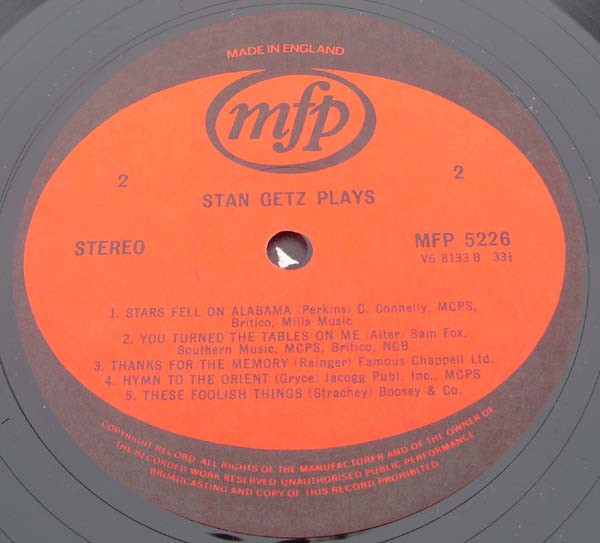 MADE IN ENGLAND
mfp
2
2
STAN GETZ PLAYS
STEREO
MFP 5226
V6 8133 B 33⅓
1. STARS FELL ON ALABAMA (Perkins) C. Connelly, MCPS,
Britico, Mills Music
2. YOU TURNED THE TABLES ON ME (Alter) Sam Fox,
Southern Music, MCPS, Britico, NCB
3. THANKS FOR THE MEMORY (Rainger) Famous Chappell Ltd.
4. HYMN TO THE ORIENT (Gryce) Jacogg Publ. Inc., MCPS
5. THESE FOOLISH THINGS (Strachey) Boosey & Co.
COPYRIGHT RECORD ALL RIGHTS OF THE MANUFACTURER AND OF THE OWNER OF
THE RECORDED WORK RESERVED UNAUTHORISED PUBLIC PERFORMANCE
BROADCASTING AND COPY OF THIS RECORD PROHIBITED.